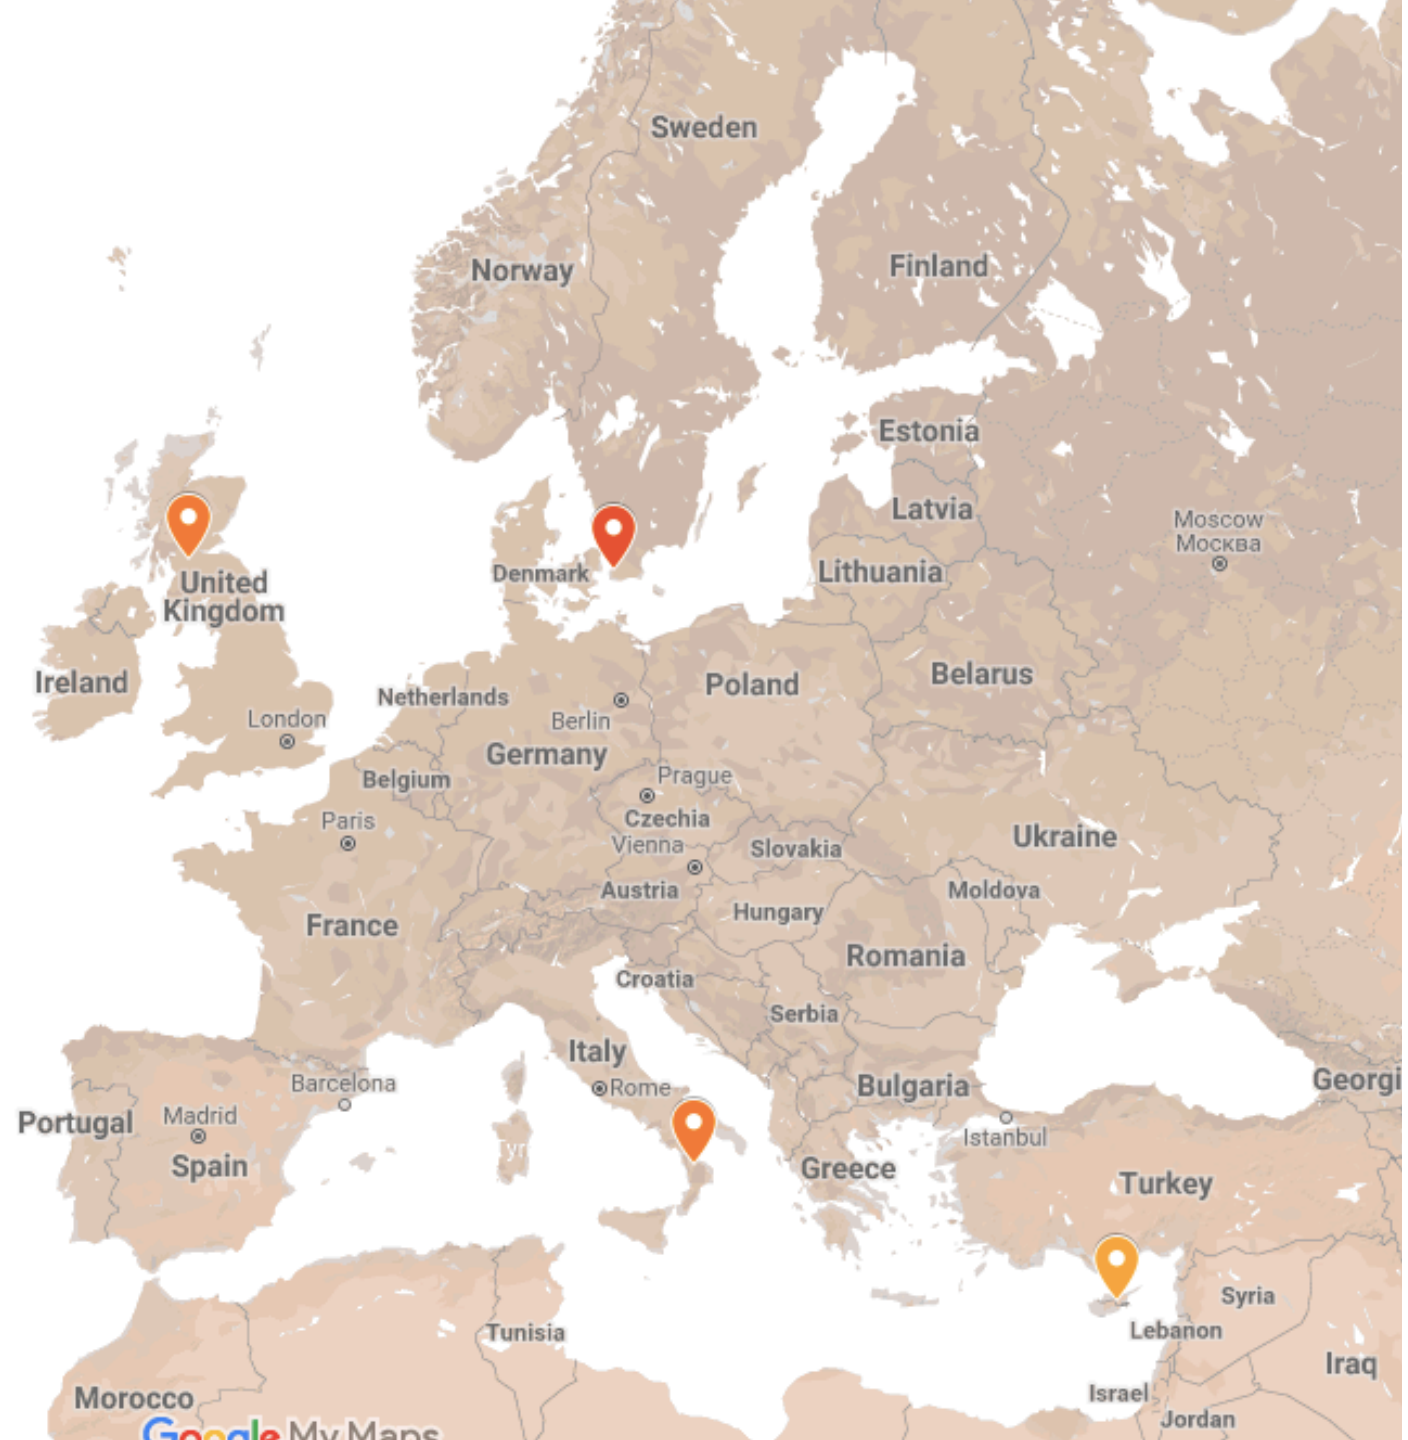 Sweden
Finland
Norway
Estonia
Latvia
Moscow
Москва
Denmark
Lithuania
United
Kingdom
Ireland
Belarus
Poland
Netherlands
London
Berlin
Germany
Belgium
Prague
Czechia
Paris
Vienna
Slovakia
Ukraine
Austria
Moldova
Hungary
France
Romania
Croatia
Serbia
Italy
Barcelona
Rome
Bulgaria
Georgi
Madrid
Portugal
Istanbul
Tyr
Spain
Greece
Turkey
Syria
Tunisia
Lebanon
Iraq
Morocco
Israel
Jordan
Google My Maps